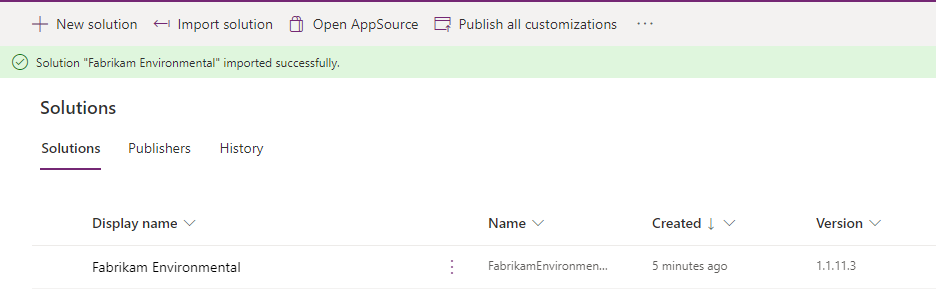 New solution Import solution Open AppSource Publish all customizations ...
Solution "Fabrikam Environmental" imported successfully.
Solutions
Solutions Publishers History
Display name Name Created Version
Fabrikam Environmental FabrikamEnvironmen... 5 minutes ago 1.1.11.3